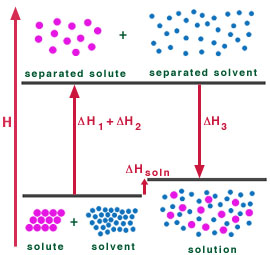 +
separated solute separated solvent
H
ΔH1 + ΔH2 ΔH3
ΔHsoln
+
solute solvent solution